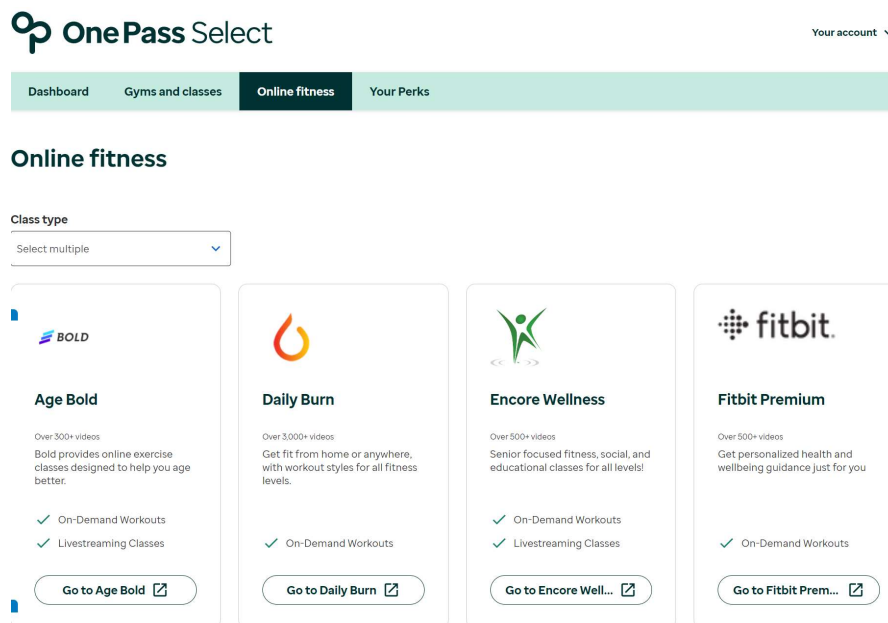 One Pass Select
Your account
Dashboard
Gyms and classes
Online fitness
Your Perks
Online fitness
Class type
Select multiple
BOLD
Age Bold
Over 300+ videos
Bold provides online exercise
classes designed to help you age
better.
On-Demand Workouts
Livestreaming Classes
Go to Age Bold
Daily Burn
Over 3,000+ videos
Get fit from home or anywhere,
with workout styles for all fitness
levels.
On-Demand Workouts
Go to Daily Burn
Encore Wellness
Over 500+ videos
Senior focused fitness, social, and
educational classes for all levels!
On-Demand Workouts
Livestreaming Classes
Go to Encore Well...
fitbit.
Fitbit Premium
Over 500+ videos
Get personalized health and
wellbeing guidance just for you
On-Demand Workouts
Go to Fitbit Prem...